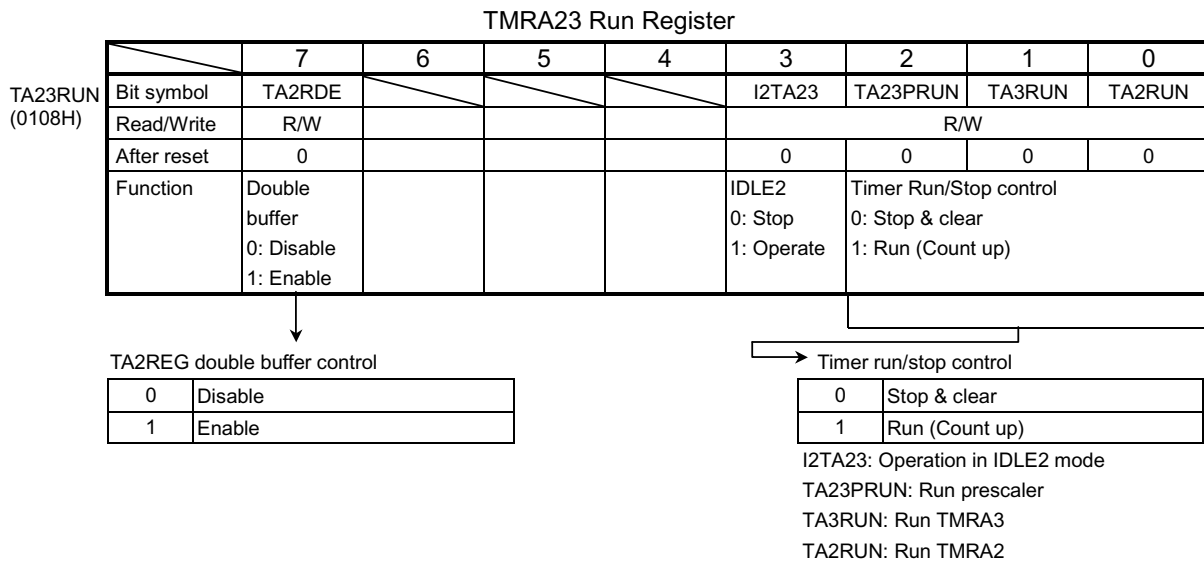 TMRA23 Run Register
7 6 5 4 3 2 1 0
TA23RUN
(0108H)
Bit symbol TA2RDE I2TA23 TA23PRUN TA3RUN TA2RUN
Read/Write R/W R/W
After reset 0 0 0 0 0
Function Double IDLE2 Timer Run/Stop control
buffer 0: Stop 0: Stop & clear
0: Disable 1: Operate 1: Run (Count up)
1: Enable
TA2REG double buffer control
0 Disable
1 Enable
Timer run/stop control
0 Stop & clear
1 Run (Count up)
I2TA23: Operation in IDLE2 mode
TA23PRUN: Run prescaler
TA3RUN: Run TMRA3
TA2RUN: Run TMRA2